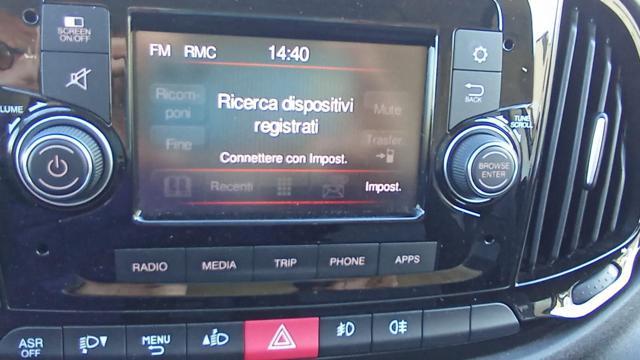 SCREEN
ON/OFF
FM RMC 14:40
BACK
Ricom-
poni
Ricerca dispositivi
registrati
Mute
VOLUME
TUNE
SCROLL
Fine
Trasfer.
Connettere con Impost.
BROWSE
ENTER
Recenti
Impost.
RADIO
MEDIA
TRIP
PHONE
APPS
ASR
OFF
MENU